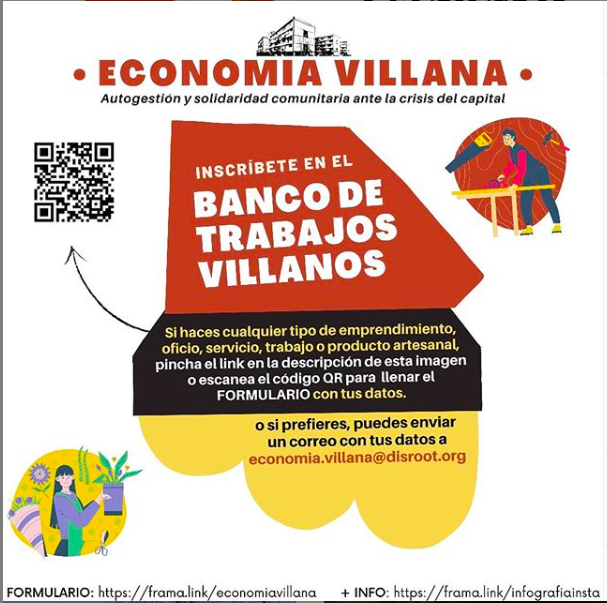 • ECONOMIA VILLANA •
Autogestión y solidaridad comunitaria ante la crisis del capital
INSCRÍBETE EN EL
BANCO DE
TRABAJOS
VILLANOS
Si haces cualquier tipo de emprendimiento,
oficio, servicio, trabajo o producto artesanal,
pincha el link en la descripción de esta imagen
o escanea el código QR para llenar el
FORMULARIO con tus datos.
o si prefieres, puedes enviar
un correo con tus datos a
economia.villana@disroot.org
FORMULARIO: https://frama.link/economiavillana + INFO: https://frama.link/infografiainsta